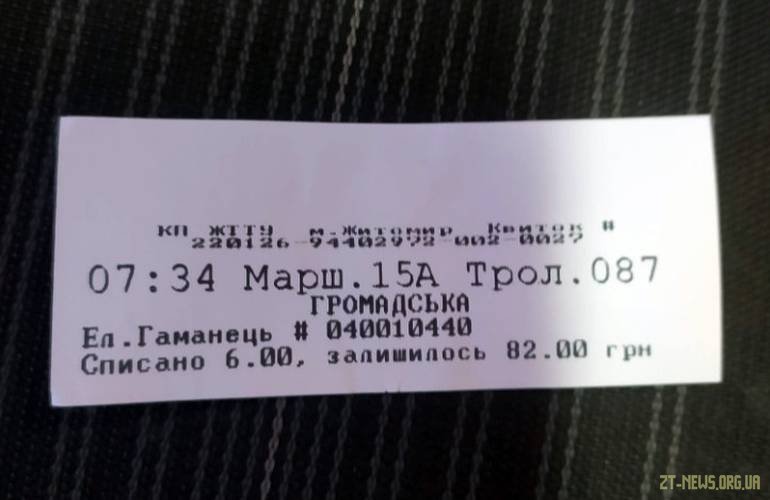 КП ЖТТУ м.Житомир Квиток #
220126-94402972-002-0027
07:34 Марш.15А Трол.087
ГРОМАДСЬКА
Ел.Гаманець # 040010440
Списано 6.00, залишилось 82.00 грн
ZT-NEWS.ORG.UA